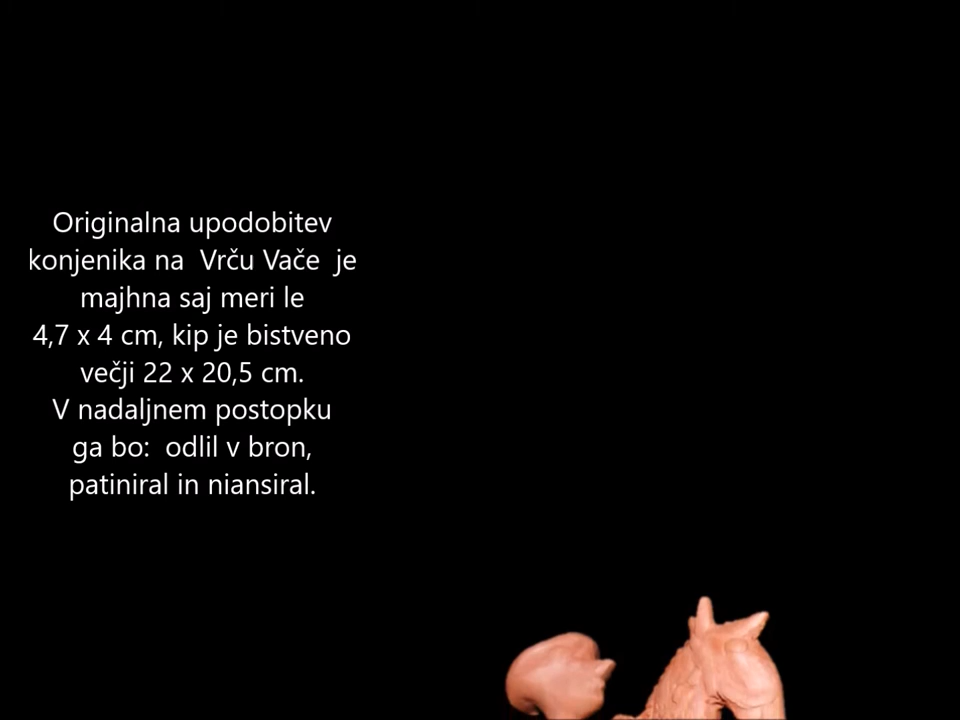 Originalna upodobitev
konjenika na  Vrču Vače  je
majhna saj meri le
4,7 x 4 cm, kip je bistveno
večji 22 x 20,5 cm.
V nadaljnem postopku
ga bo:  odlil v bron,
patiniral in niansiral.